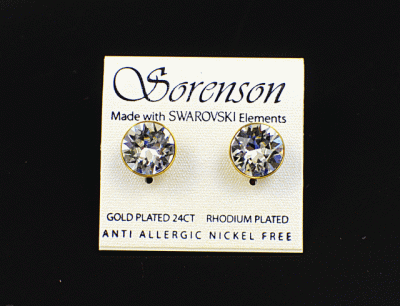 Sorenson
Made with SWAROVSKI Elements
GOLD PLATED 24CT RHODIUM PLATED
ANTI ALLERGIC NICKEL FREE